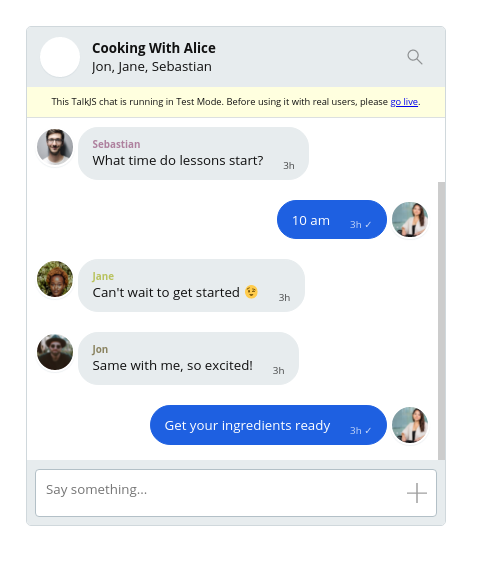 Cooking With Alice
Jon, Jane, Sebastian
This TalkJS chat is running in Test Mode. Before using it with real users, please go live.
Sebastian
What time do lessons start? 3h
10 am 3h ✓
Jane
Can't wait to get started 😉 3h
Jon
Same with me, so excited! 3h
Get your ingredients ready 3h ✓
Say something...